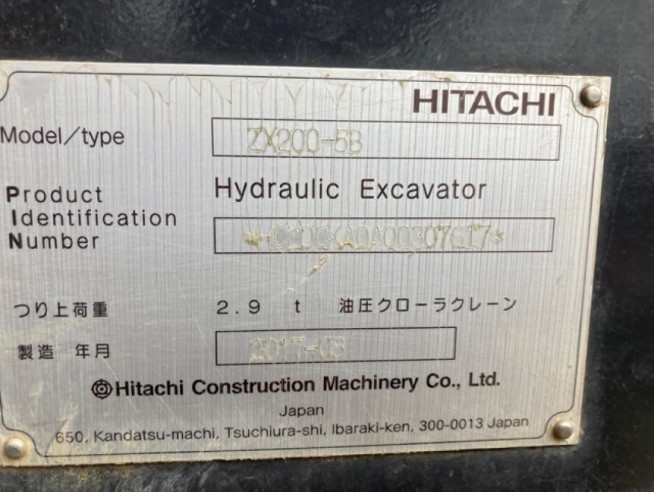 HITACHI
Model/type ZX200-5B
Product Identification Number
Hydraulic Excavator
つり上荷重 2.9 t 油圧クローラクレーン
製造 年月
Hitachi Construction Machinery Co., Ltd.
Japan
650, Kandatsu-machi, Tsuchiura-shi, Ibaraki-ken, 300-0013 Japan